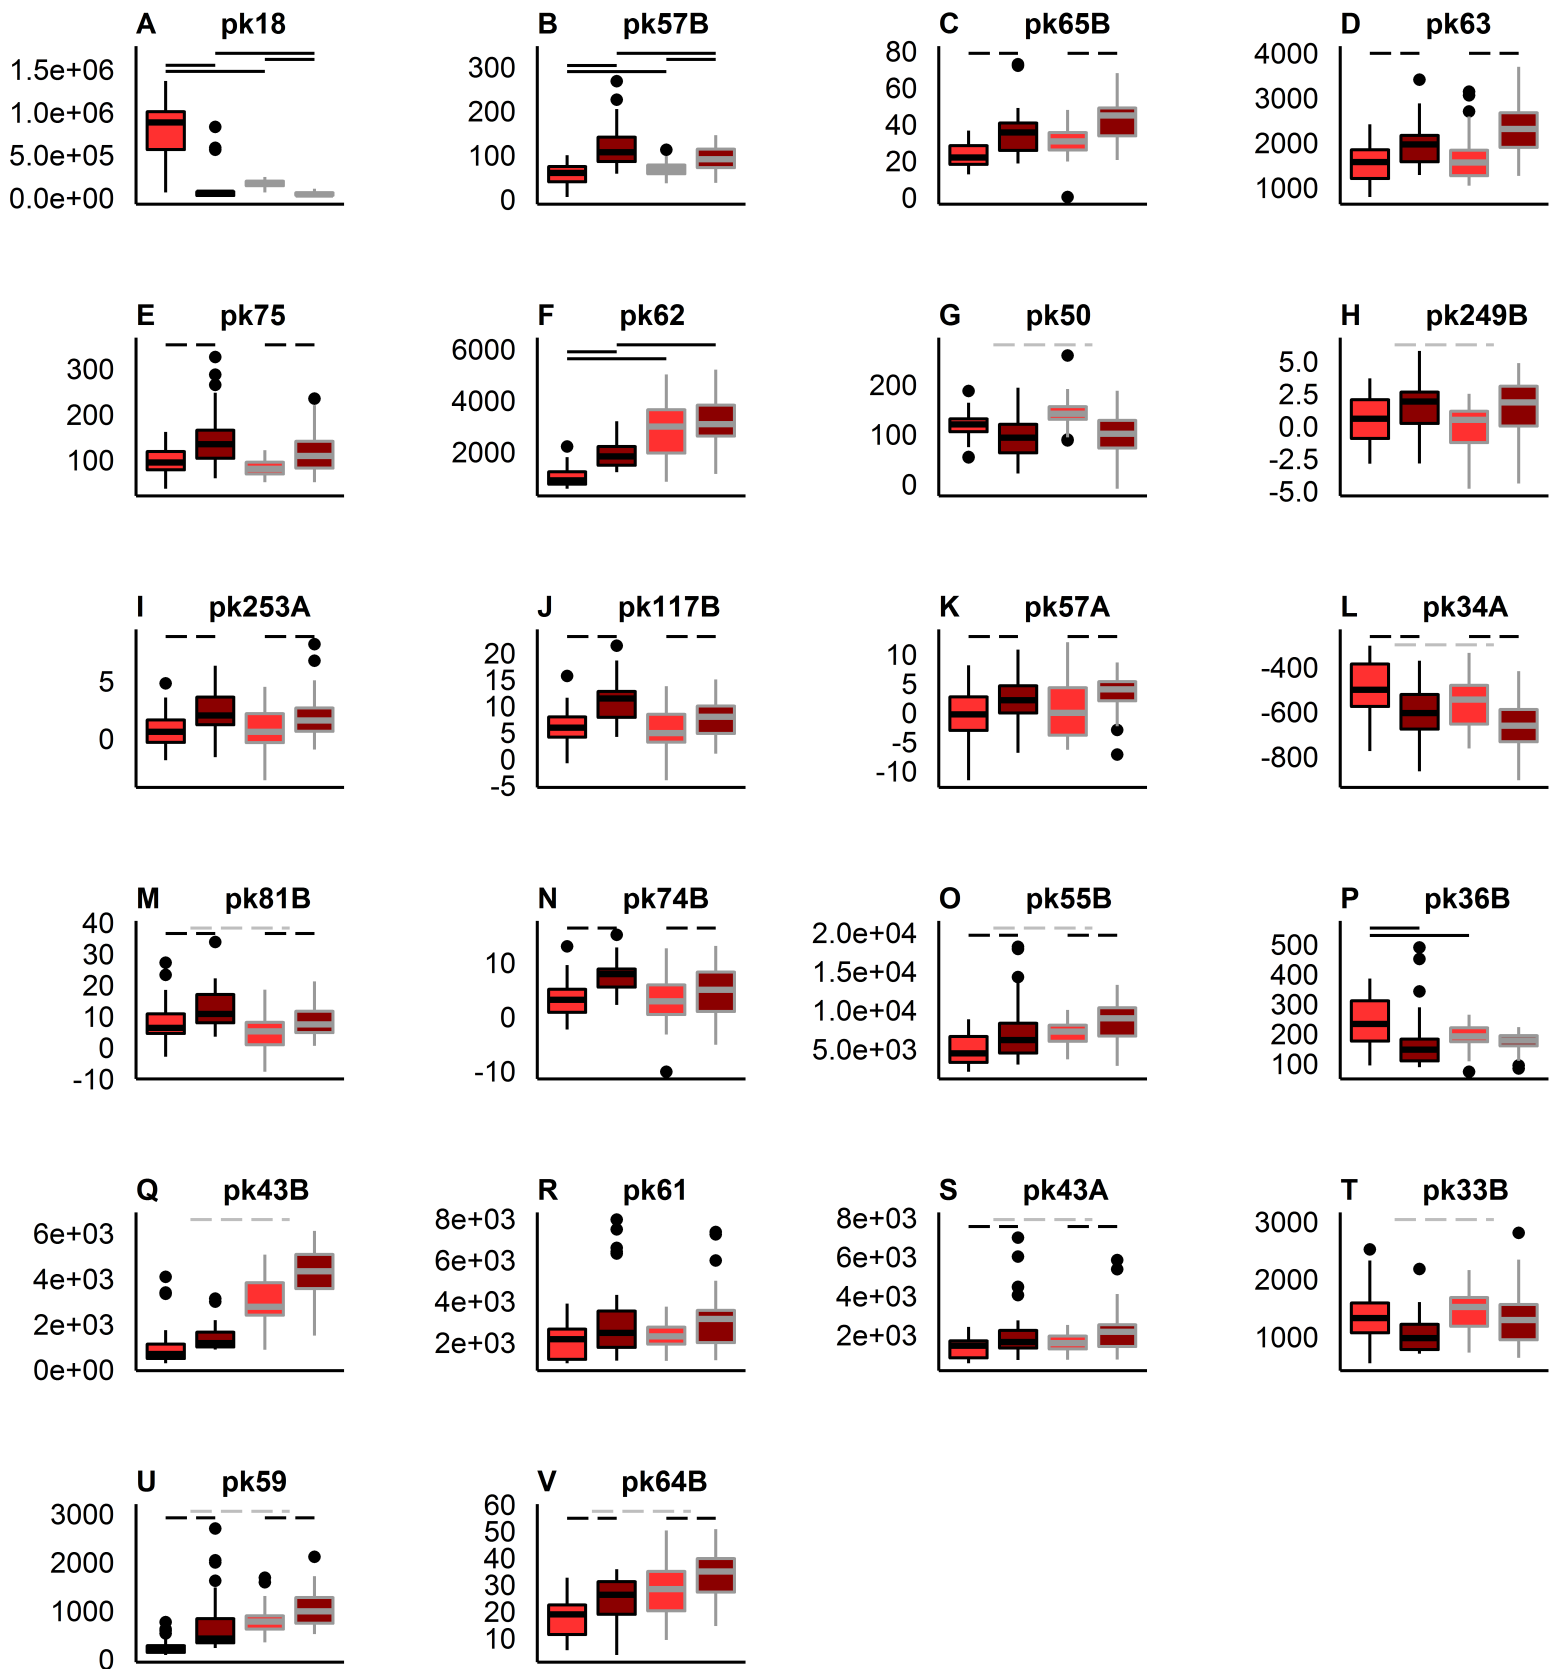 A pk18
1.5e+06
1.0e+06
5.0e+05
0.0e+00
B pk57B
300
200
100
0
C pk65B
80
60
40
20
0
D pk63
4000
3000
2000
1000
E pk75
300
200
100
F pk62
6000
4000
2000
G pk50
200
100
0
H pk249B
5.0
2.5
0.0
-2.5
-5.0
I pk253A
5
0
J pk117B
20
15
10
5
0
-5
K pk57A
10
5
0
-5
-10
L pk34A
-400
-600
-800
M pk81B
40
30
20
10
0
-10
N pk74B
10
0
-10
O pk55B
2.0e+04
1.5e+04
1.0e+04
5.0e+03
P pk36B
500
400
300
200
100
Q pk43B
6e+03
4e+03
2e+03
0e+00
R pk61
8e+03
6e+03
4e+03
2e+03
S pk43A
8e+03
6e+03
4e+03
2e+03
T pk33B
3000
2000
1000
U pk59
3000
2000
1000
0
V pk64B
60
50
40
30
20
10